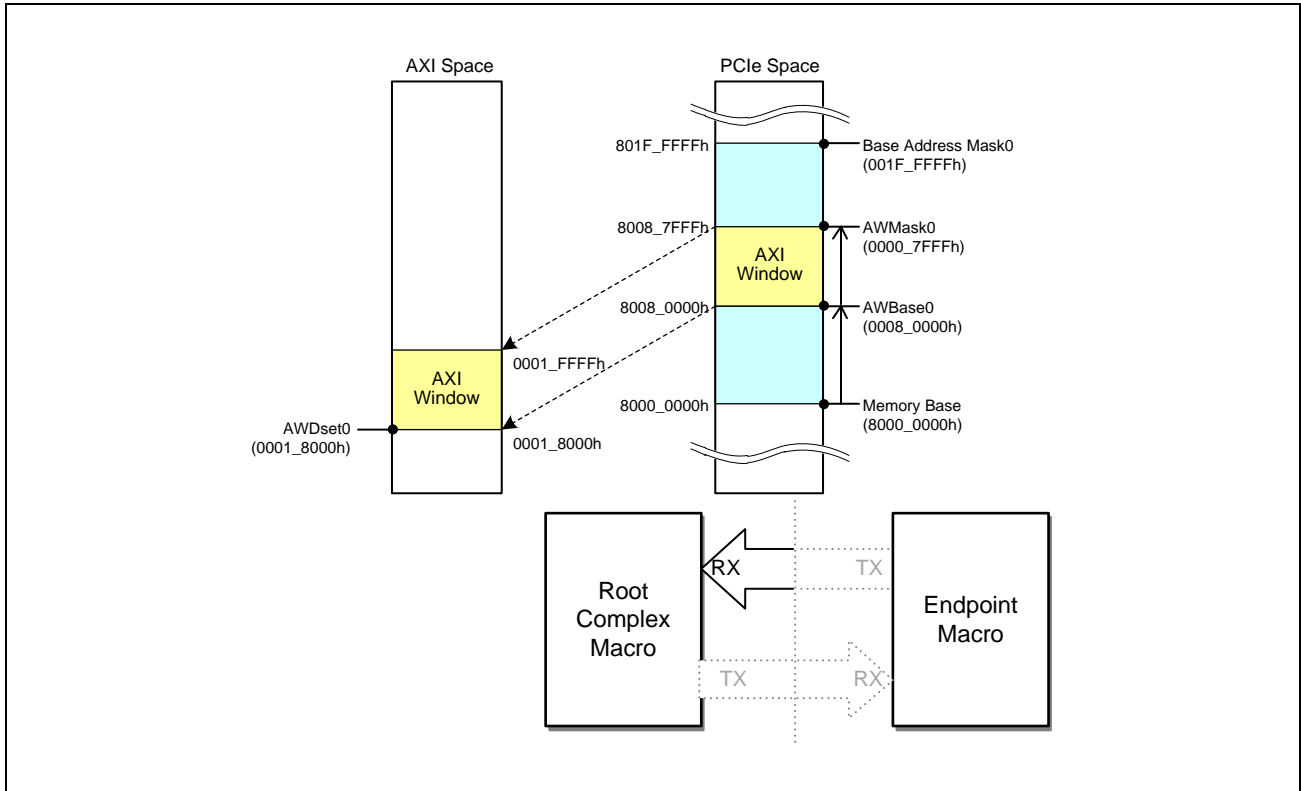 AXI Space
PCIe Space
801F_FFFFh
Base Address Mask0
(001F_FFFFh)
8008_7FFFh
AWMask0
(0000_7FFFh)
AXI
Window
8008_0000h
AWBase0
(0008_0000h)
0001_FFFFh
AXI
Window
8000_0000h
Memory Base
(8000_0000h)
AWDset0
(0001_8000h)
0001_8000h
RX
TX
Root
Complex
Macro
Endpoint
Macro
TX
RX